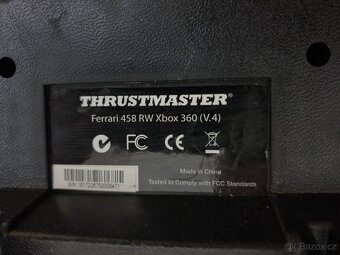 THRUSTMASTER®
Ferrari 458 RW Xbox 360 (V.4)
FC CE
Made in China
Tested to Comply with FCC Standards
bazos.cz